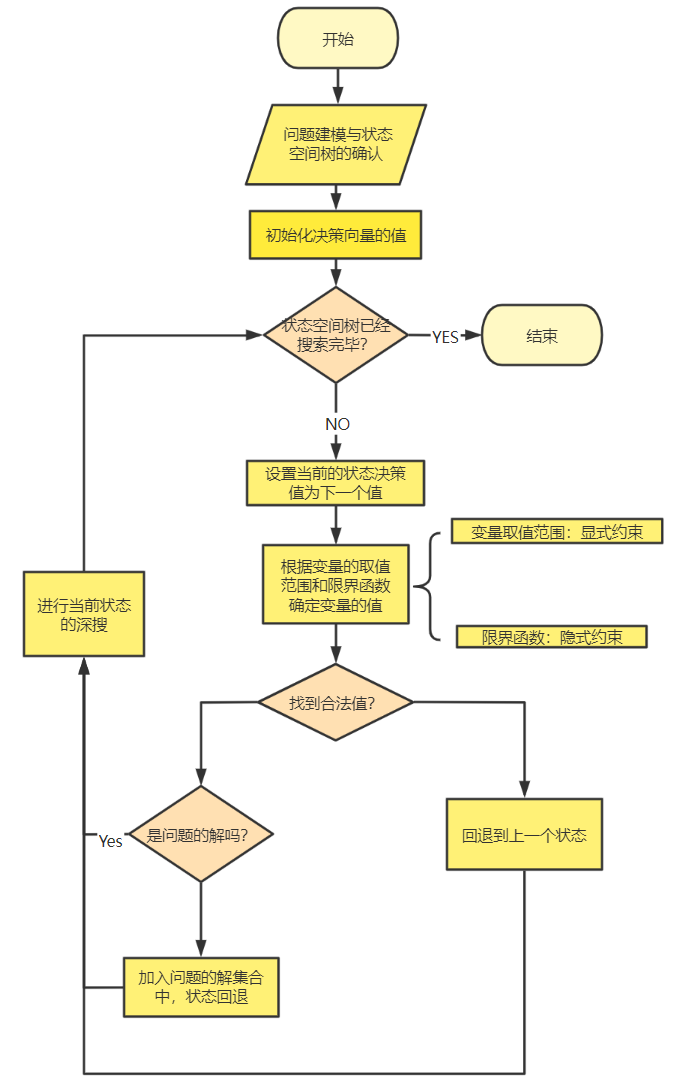 开始
问题建模与状态
空间树的确认
初始化决策向量的值
状态空间树已经
搜索完毕？
YES
结束
NO
设置当前的状态决策
值为下一个值
根据变量的取值
范围和限界函数
确定变量的值
变量取值范围：显式约束
限界函数：隐式约束
进行当前状态
的深搜
找到合法值？
是问题的解吗？
Yes
回退到上一个状态
加入问题的解集合
中，状态回退